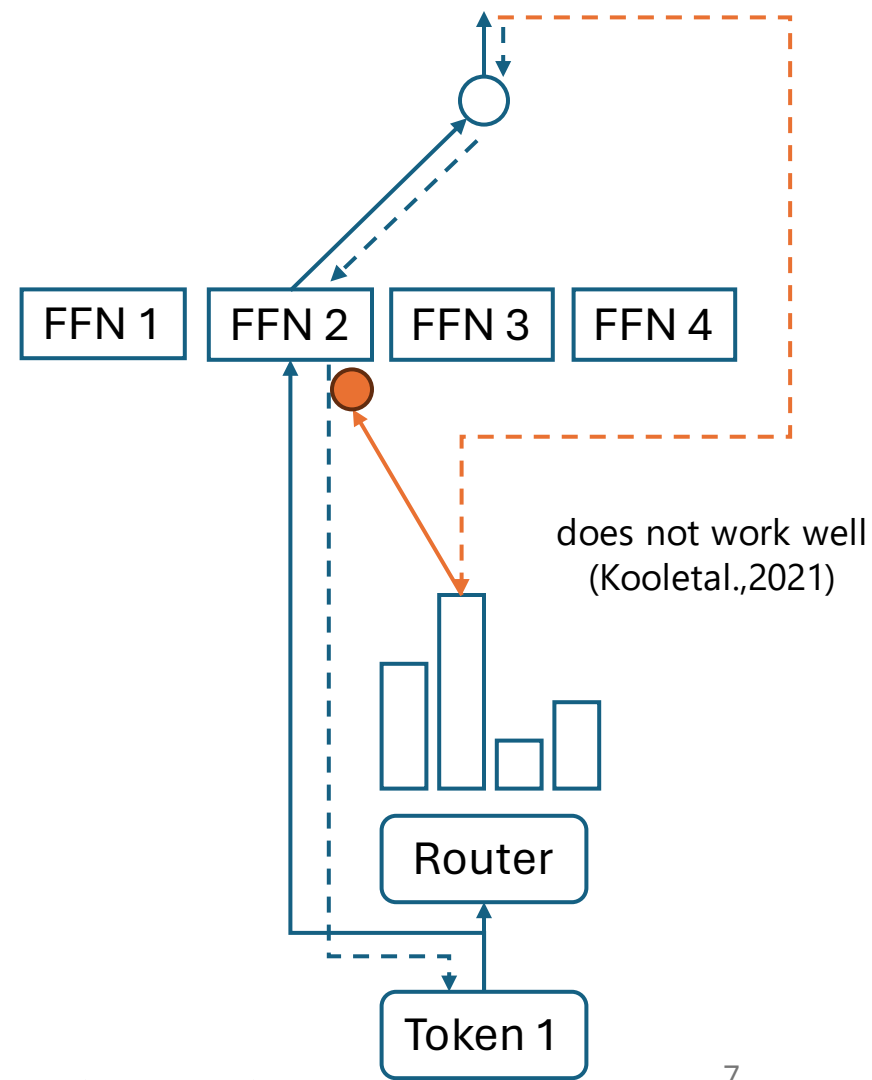 FFN 1 FFN 2 FFN 3 FFN 4
does not work well
(Kooletal.,2021)
Router
Token 1
7